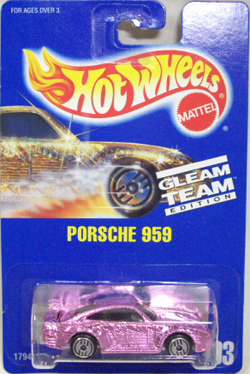 FOR AGES OVER 3.
Hot Wheels
MATTEL
GLEAM
TEAM
EDITION
PORSCHE 959